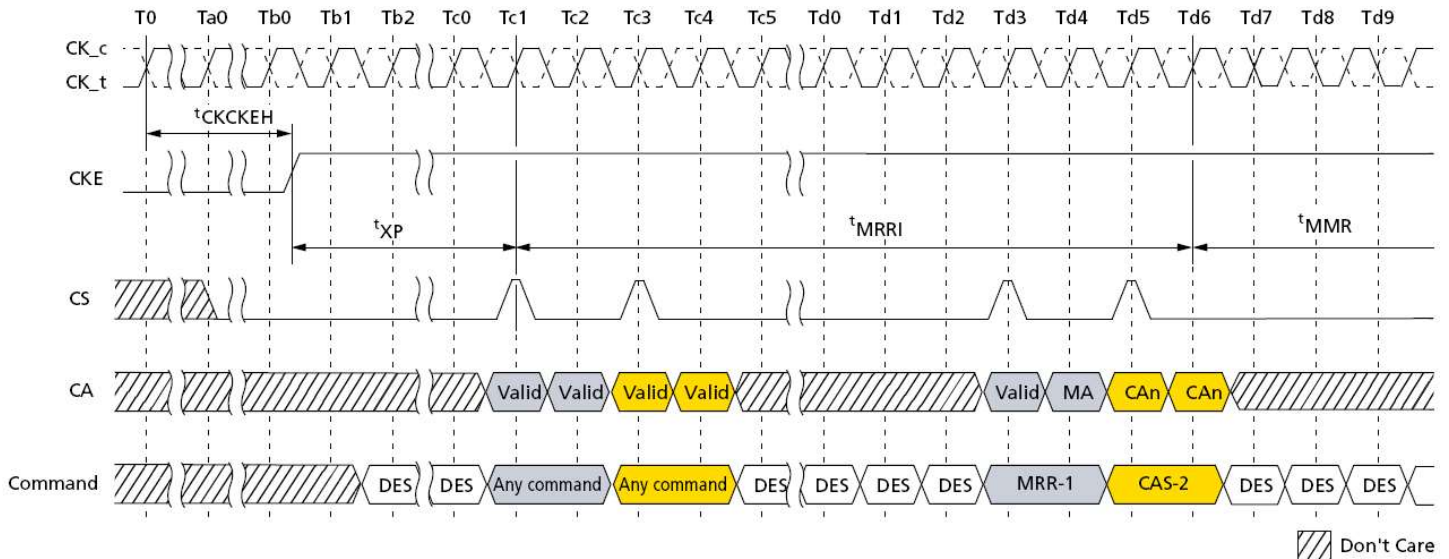 T0 Ta0 Tb0 Tb1 Tb2 Tc0 Tc1 Tc2 Tc3 Tc4 Tc5 Td0 Td1 Td2 Td3 Td4 Td5 Td6 Td7 Td8 Td9
CK_c
CK_t
tCKCKEH
CKE
tXP tMRRI tMMR
CS
CA Valid Valid Valid Valid Valid MA CAn CAn
Command DES DES Any command Any command DES DES DES DES MRR-1 CAS-2 DES DES DES
Don't Care